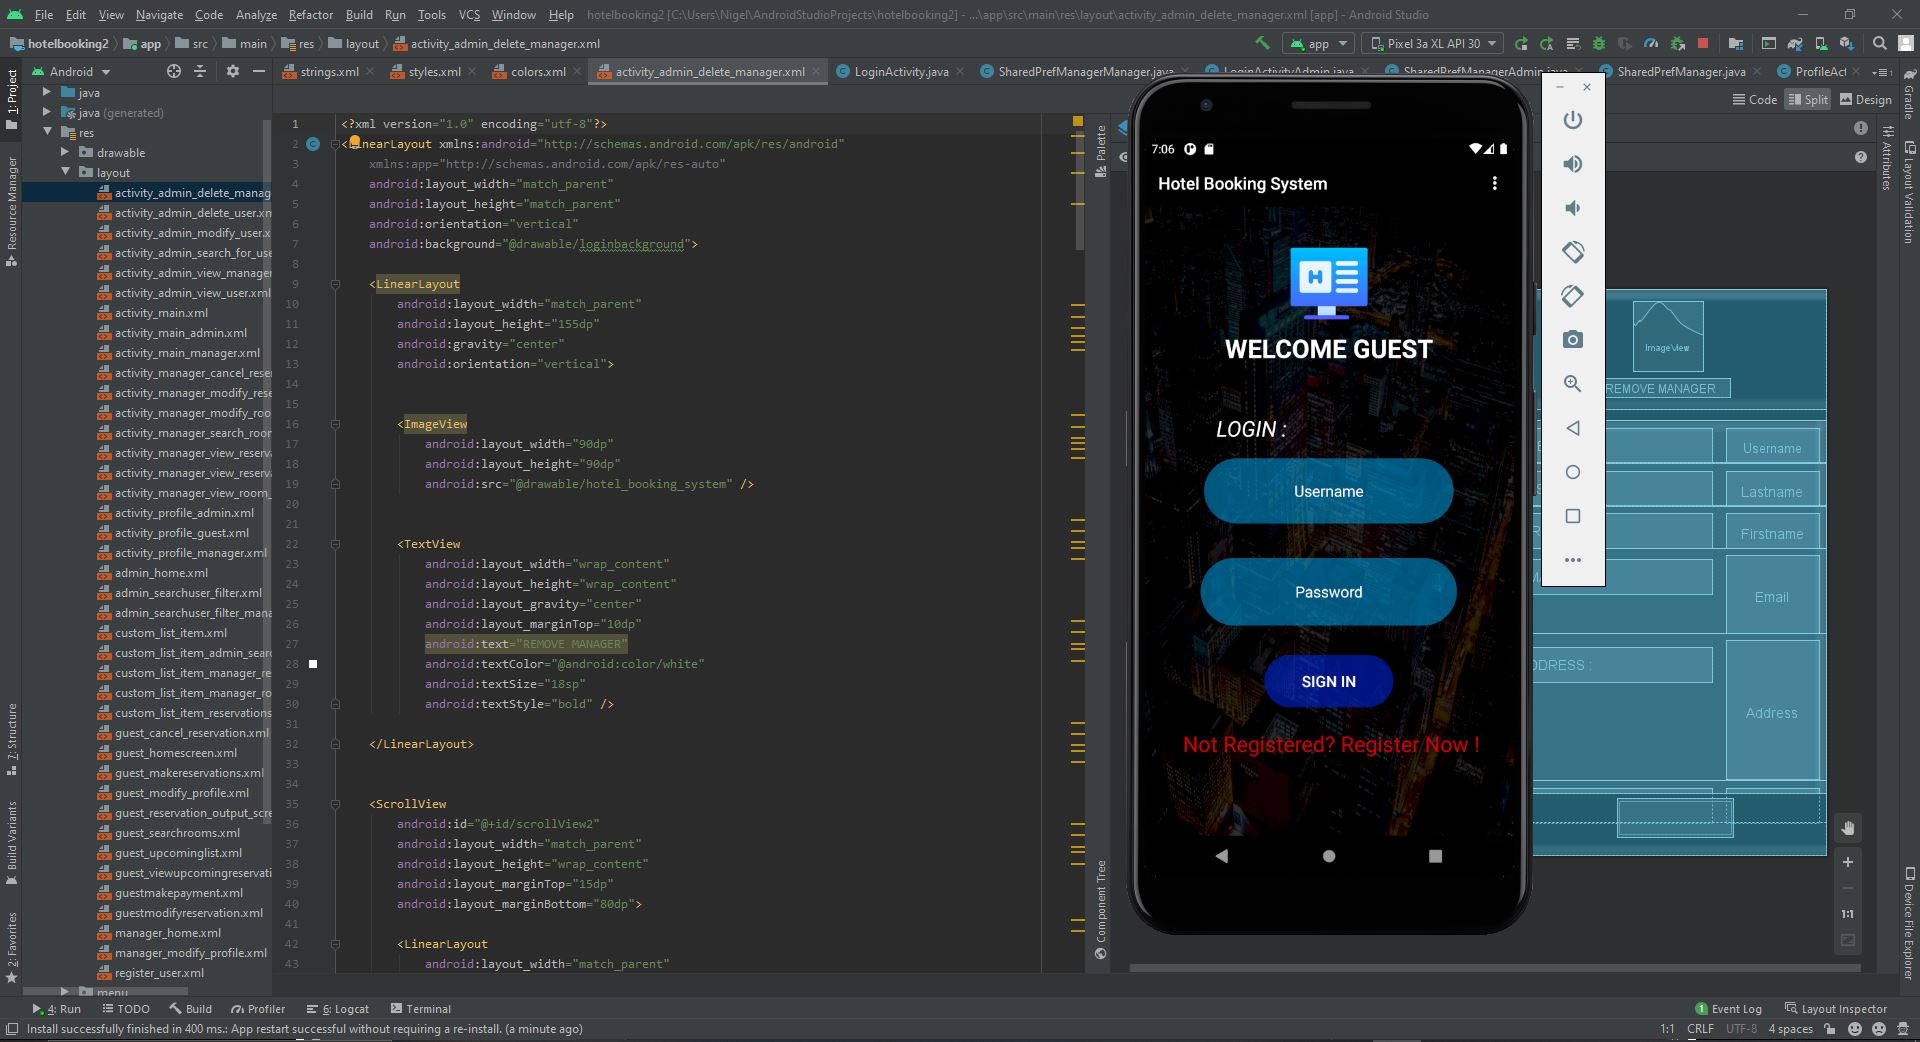 File Edit View Navigate Code Analyze Refactor Build Run Tools VCS Window Help hotelbooking2 [C:\Users\Nigel\AndroidStudioProjects\hotelbooking2] - ...\app\src\main\res\layout\activity_admin_delete_manager.xml [app] - Android Studio
hotelbooking2 app src main res layout activity_admin_delete_manager.xml app Pixel 3a XL API 30
Android strings.xml styles.xml colors.xml activity_admin_delete_manager.xml LoginActivity.java SharedPrefManagerManager.java LoginActivityAdmin.java SharedPrefManagerAdmin.java SharedPrefManager.java ProfileAct
Code Split Design
1: Project
Resource Manager
7: Structure
Build Variants
2: Favorites
java
java (generated)
res
drawable
layout
activity_admin_delete_manag
activity_admin_delete_user.xm
activity_admin_modify_user.x
activity_admin_search_for_use
activity_admin_view_manager
activity_admin_view_user.xml
activity_main.xml
activity_main_admin.xml
activity_main_manager.xml
activity_manager_cancel_rese
activity_manager_modify_rese
activity_manager_modify_roo
activity_manager_search_room
activity_manager_view_reserv
activity_manager_view_reserv
activity_manager_view_room_
activity_profile_admin.xml
activity_profile_guest.xml
activity_profile_manager.xml
admin_home.xml
admin_searchuser_filter.xml
admin_searchuser_filter_mana
custom_list_item.xml
custom_list_item_admin_searc
custom_list_item_manager_re
custom_list_item_manager_ro
custom_list_item_reservations
guest_cancel_reservation.xml
guest_homescreen.xml
guest_makereservations.xml
guest_modify_profile.xml
guest_reservation_output_scre
guest_searchrooms.xml
guest_upcominglist.xml
guest_viewupcomingreservati
guestmakepayment.xml
guestmodifyreservation.xml
manager_home.xml
manager_modify_profile.xml
register_user.xml
menu
1 <?xml version="1.0" encoding="utf-8"?>
2 <LinearLayout xmlns:android="http://schemas.android.com/apk/res/android"
3 xmlns:app="http://schemas.android.com/apk/res-auto"
4 android:layout_width="match_parent"
5 android:layout_height="match_parent"
6 android:orientation="vertical"
7 android:background="@drawable/loginbackground">
8
9 <LinearLayout
10 android:layout_width="match_parent"
11 android:layout_height="155dp"
12 android:gravity="center"
13 android:orientation="vertical">
14
15
16 <ImageView
17 android:layout_width="90dp"
18 android:layout_height="90dp"
19 android:src="@drawable/hotel_booking_system" />
20
21
22 <TextView
23 android:layout_width="wrap_content"
24 android:layout_height="wrap_content"
25 android:layout_gravity="center"
26 android:layout_marginTop="10dp"
27 android:text="REMOVE MANAGER"
28 android:textColor="@android:color/white"
29 android:textSize="18sp"
30 android:textStyle="bold" />
31
32 </LinearLayout>
33
34
35 <ScrollView
36 android:id="@+id/scrollView2"
37 android:layout_width="match_parent"
38 android:layout_height="wrap_content"
39 android:layout_marginTop="15dp"
40 android:layout_marginBottom="80dp">
41
42 <LinearLayout
43 android:layout_width="match_parent"
Palette
Component Tree
7:06
Hotel Booking System
H
WELCOME GUEST
LOGIN :
Username
Password
SIGN IN
Not Registered? Register Now !
ImageView
REMOVE MANAGER
Username
Lastname
Firstname
Email
DDRESS :
Address
1:1
Gradle
Attributes
Layout Validation
Device File Explorer
4: Run TODO Build Profiler 6: Logcat Terminal 1 Event Log Layout Inspector
Install successfully finished in 400 ms.: App restart successful without requiring a re-install. (a minute ago) 1:1 CRLF UTF-8 4 spaces